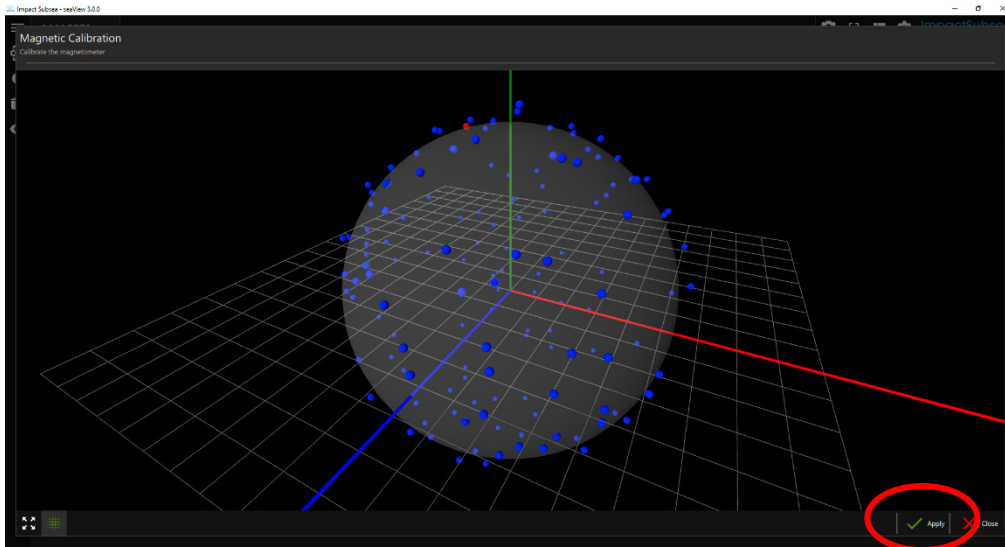 Impact Subsea - seaView 3.0.0
Magnetic Calibration
Calibrate the magnetometer
Apply
Close